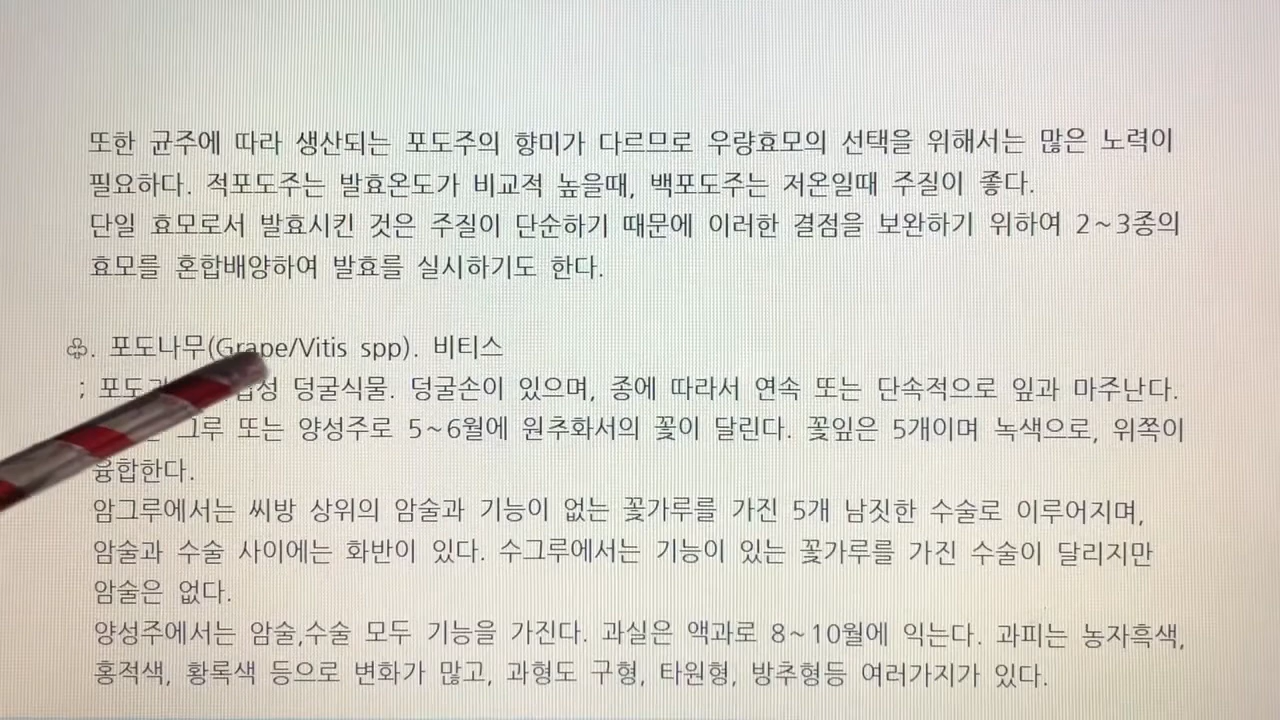 또한 균주에 따라 생산되는 포도주의 향미가 다르므로 우량효모의 선택을 위해서는 많은 노력이
필요하다. 적포도주는 발효온도가 비교적 높을때, 백포도주는 저온일때 주질이 좋다.
단일 효모로서 발효시킨 것은 주질이 단순하기 때문에 이러한 결점을 보완하기 위하여 2~3종의
효모를 혼합배양하여 발효를 실시하기도 한다.
♧. 포도나무(Grape/Vitis spp). 비티스
; 덩굴식물. 덩굴손이 있으며, 종에 따라서 연속 또는 단속적으로 잎과 마주난다.
그루 또는 양성주로 5~6월에 원추화서의 꽃이 달린다. 꽃잎은 5개이며 녹색으로, 위쪽이
융합한다.
암그루에서는 씨방 상위의 암술과 기능이 없는 꽃가루를 가진 5개 남짓한 수술로 이루어지며,
암술과 수술 사이에는 화반이 있다. 수그루에서는 기능이 있는 꽃가루를 가진 수술이 달리지만
암술은 없다.
양성주에서는 암술,수술 모두 기능을 가진다. 과실은 액과로 8~10월에 익는다. 과피는 농자흑색,
홍적색, 황록색 등으로 변화가 많고, 과형도 구형, 타원형, 방추형등 여러가지가 있다.